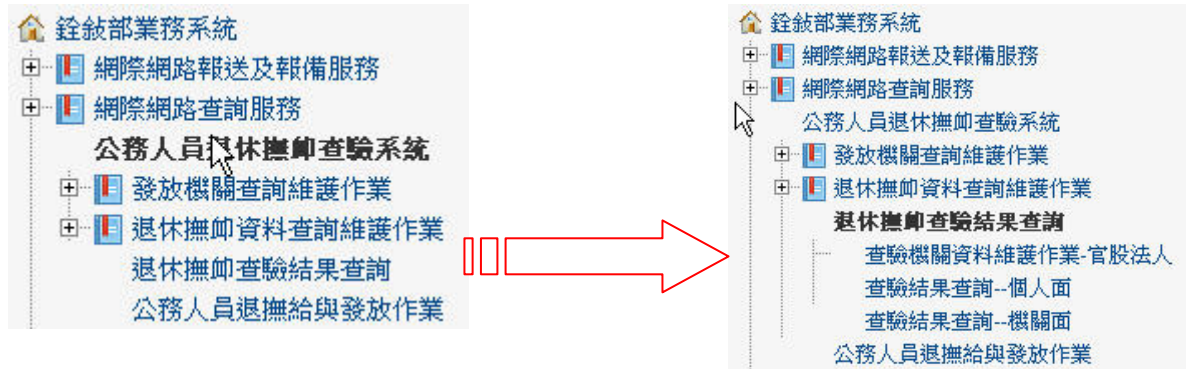 銓敍部業務系統
網際網路報送及報備服務
網際網路查詢服務
公務人員退休撫卹查驗系統
發放機關查詢維護作業
退休撫卹資料查詢維護作業
退休撫卹查驗結果查詢
公務人員退撫給與發放作業
銓敍部業務系統
網際網路報送及報備服務
網際網路查詢服務
公務人員退休撫卹查驗系統
發放機關查詢維護作業
退休撫卹資料查詢維護作業
退休撫卹查驗結果查詢
查驗機關資料維護作業-官股法人
查驗結果查詢--個人面
查驗結果查詢--機關面
公務人員退撫給與發放作業